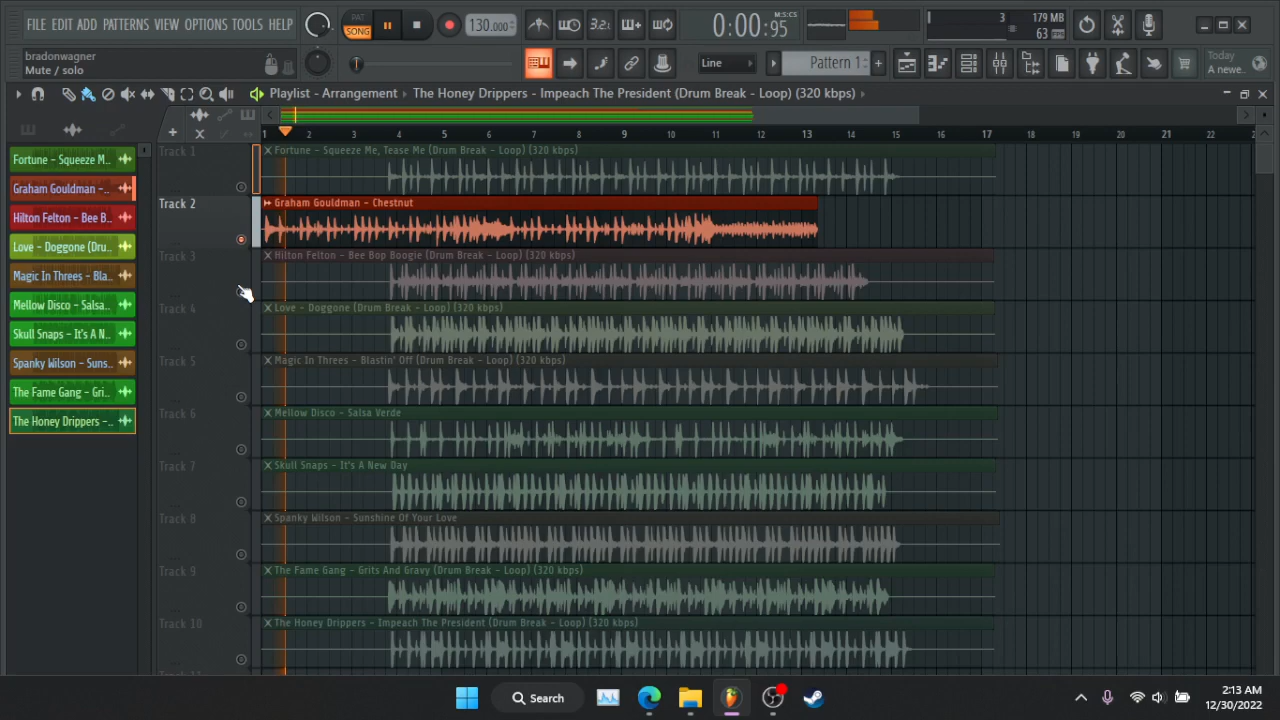 FILE EDIT ADD PATTERNS VIEW OPTIONS TOOLS HELP
PAT
SONG
130.000
3.2.1
0:00:95
M:S:CS
3
179 MB
63
bradonwagner
Mute / solo
Line
Pattern 1
Today
A newe..
Playlist - Arrangement ▸ The Honey Drippers - Impeach The President (Drum Break - Loop) (320 kbps) ▸
1 2 3 4 5 6 7 8 9 10 11 12 13 14 15 16 17 18 19 20 21 22
Fortune - Squeeze M..
Graham Gouldman -..
Hilton Felton - Bee B..
Love - Doggone (Dru..
Magic In Threes - Bla..
Mellow Disco - Salsa..
Skull Snaps - It's A N..
Spanky Wilson - Suns..
The Fame Gang - Gri..
The Honey Drippers -..
Track 1
Fortune - Squeeze Me, Tease Me (Drum Break - Loop) (320 kbps)
Track 2
Graham Gouldman - Chestnut
Track 3
Hilton Felton - Bee Bop Boogie (Drum Break - Loop) (320 kbps)
Track 4
Love - Doggone (Drum Break - Loop) (320 kbps)
Track 5
Magic In Threes - Blastin' Off (Drum Break - Loop) (320 kbps)
Track 6
Mellow Disco - Salsa Verde
Track 7
Skull Snaps - It's A New Day
Track 8
Spanky Wilson - Sunshine Of Your Love
Track 9
The Fame Gang - Grits And Gravy (Drum Break - Loop) (320 kbps)
Track 10
The Honey Drippers - Impeach The President (Drum Break - Loop) (320 kbps)
Search
2:13 AM
12/30/2022